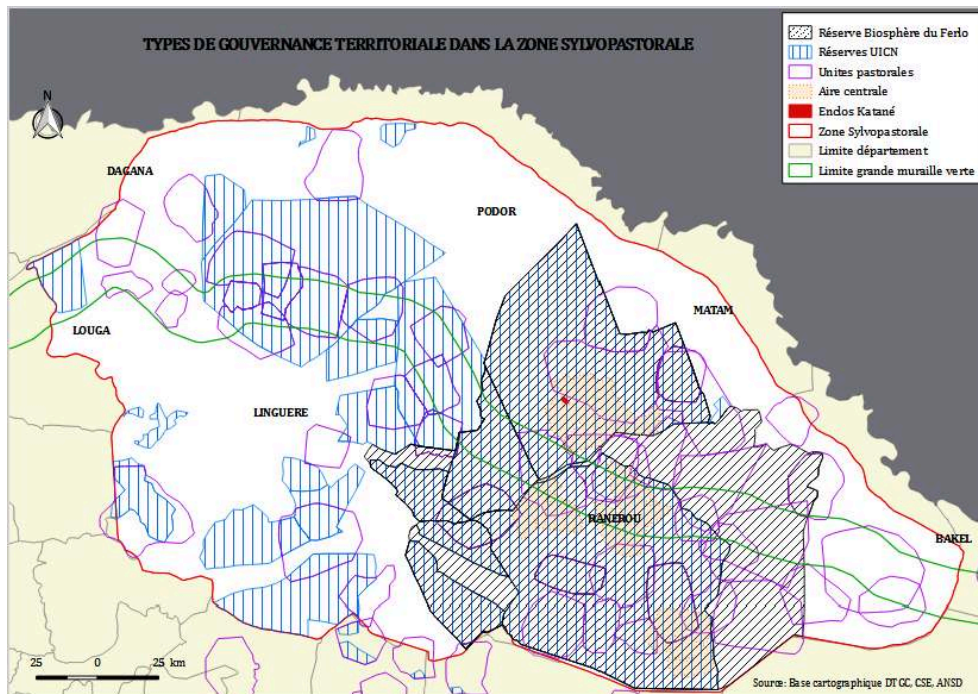 TYPES DE GOUVERNANCE TERRITORIALE DANS LA ZONE SYLVOPASTORALE
Réserve Biosphère du Ferlo
Réserves UICN
Unites pastorales
Aire centrale
Endos Katané
Zone Sylvopastorale
Limite département
Limite grande muraille verte
N
DAGANA
PODOR
MATAM
LOUGA
LINGUERE
RANEROU
BAKEL
25 0 25 km
Source: Base cartographique DTGC, CSE, ANSD